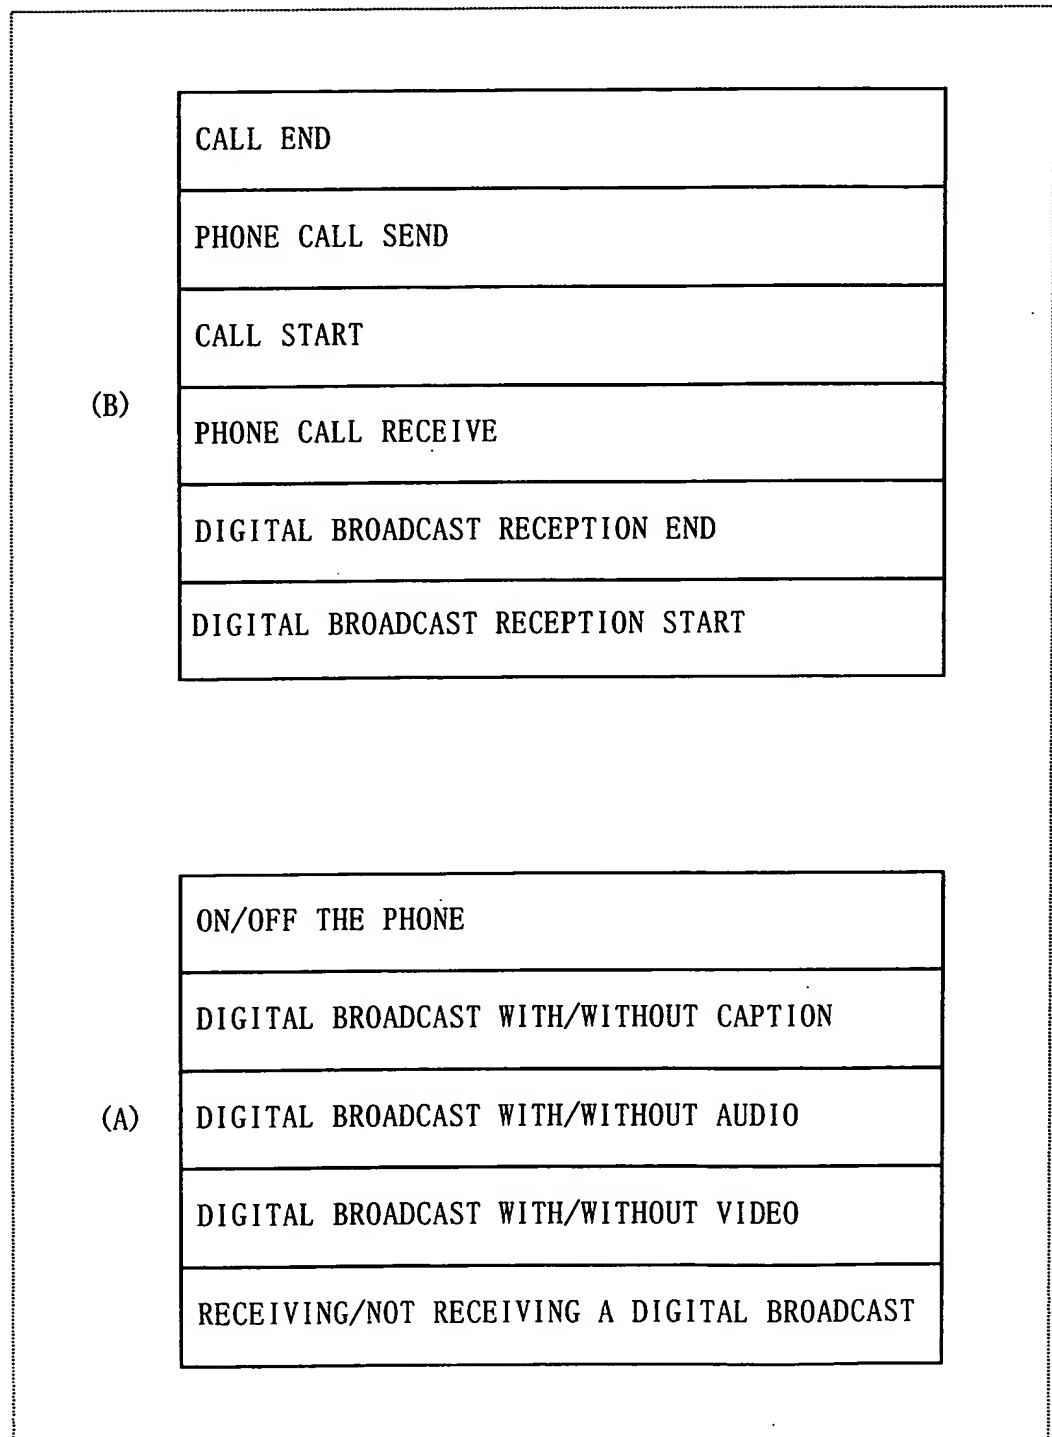 CALL END
PHONE CALL SEND
CALL START
(B)
PHONE CALL RECEIVE
DIGITAL BROADCAST RECEPTION END
DIGITAL BROADCAST RECEPTION START
ON/OFF THE PHONE
DIGITAL BROADCAST WITH/WITHOUT CAPTION
(A)
DIGITAL BROADCAST WITH/WITHOUT AUDIO
DIGITAL BROADCAST WITH/WITHOUT VIDEO
RECEIVING/NOT RECEIVING A DIGITAL BROADCAST